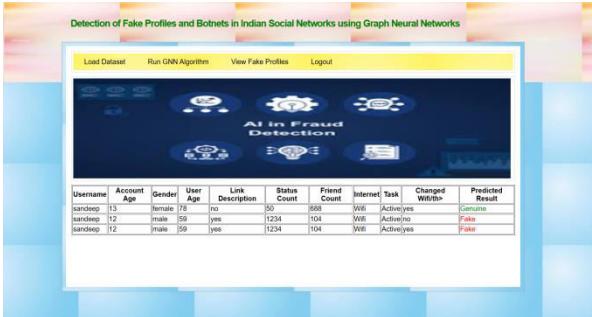 Detection of Fake Profiles and Botnets in Indian Social Networks using Graph Neural Networks
Load Dataset Run GNN Algorithm View Fake Profiles Logout
AI in Fraud
Detection
Username Account Age Gender User Age Link Description Status Count Friend Count Internet Task Changed Wifi/th> Predicted Result
sandeep 13 female 78 no 50 688 Wifi Active yes Genuine
sandeep 12 male 59 yes 1234 104 Wifi Active no Fake
sandeep 12 male 59 yes 1234 104 Wifi Active yes Fake